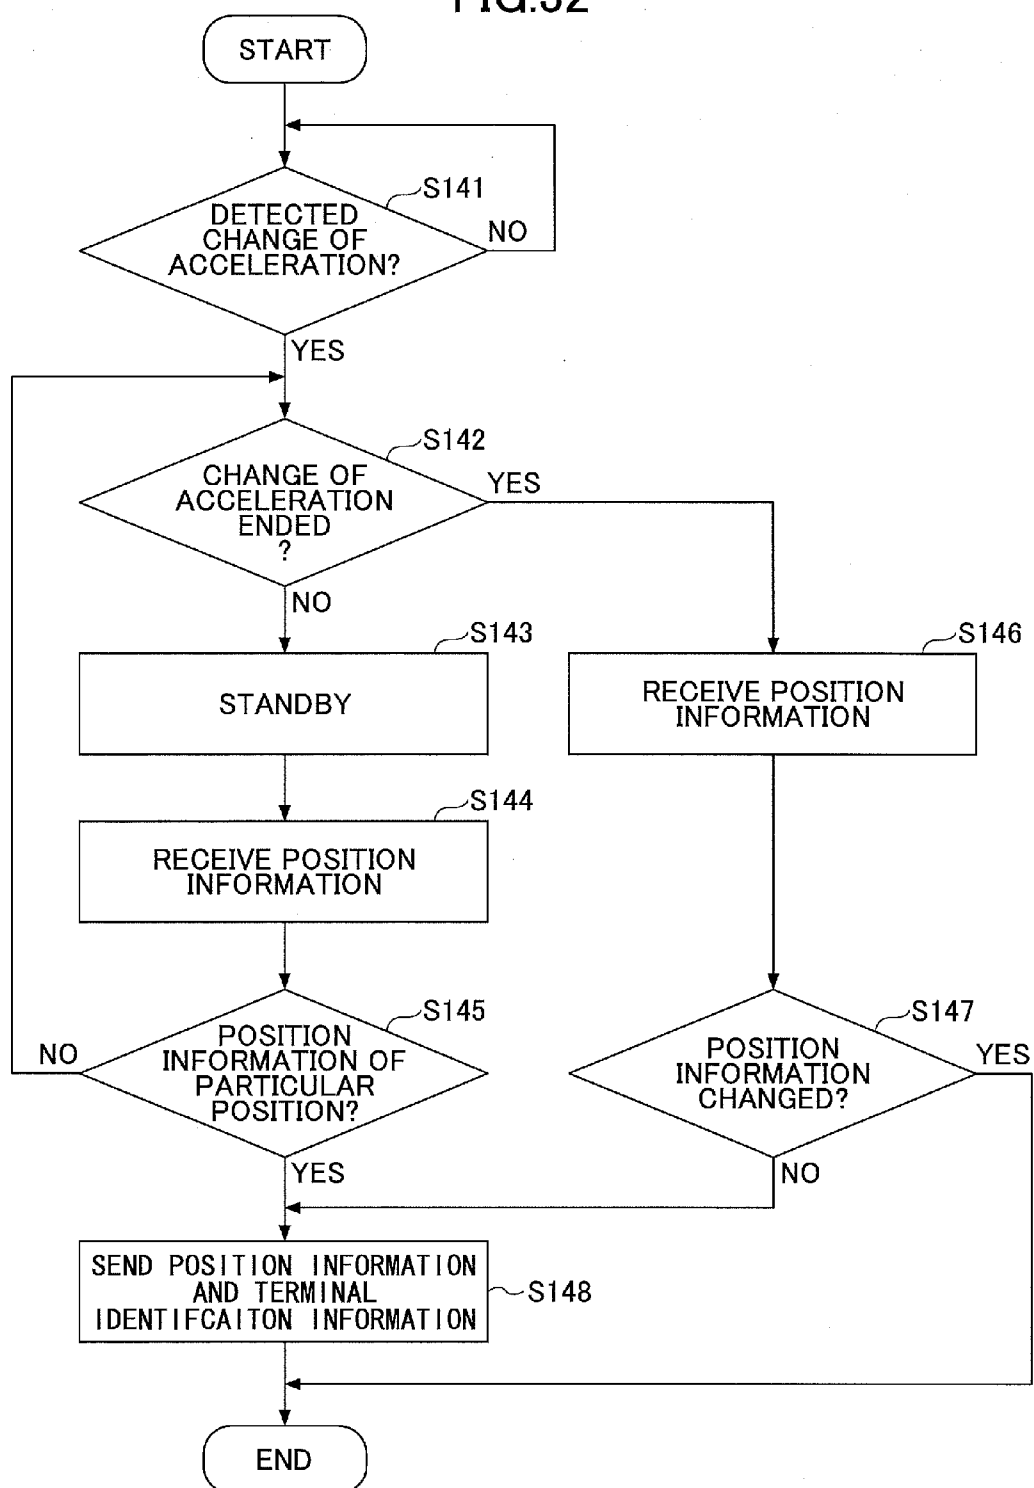 FIG.32
START
S141
DETECTED
CHANGE OF
ACCELERATION?
NO
YES
S142
CHANGE OF
ACCELERATION
ENDED
?
YES
NO
S143
STANDBY
S146
RECEIVE POSITION
INFORMATION
S144
RECEIVE POSITION
INFORMATION
S145
POSITION
INFORMATION OF
PARTICULAR
POSITION?
NO
YES
S147
POSITION
INFORMATION
CHANGED?
YES
NO
SEND POSITION INFORMATION
AND TERMINAL
IDENTIFCAITON INFORMATION
S148
END